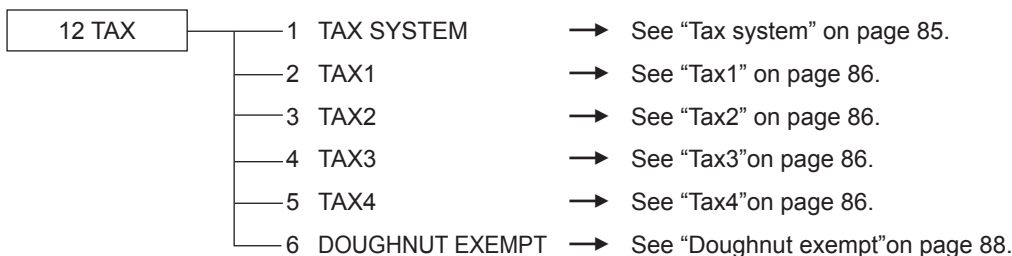 12 TAX 1 TAX SYSTEM → See “Tax system” on page 85.
2 TAX1 → See “Tax1” on page 86.
3 TAX2 → See “Tax2” on page 86.
4 TAX3 → See “Tax3”on page 86.
5 TAX4 → See “Tax4”on page 86.
6 DOUGHNUT EXEMPT → See “Doughnut exempt”on page 88.